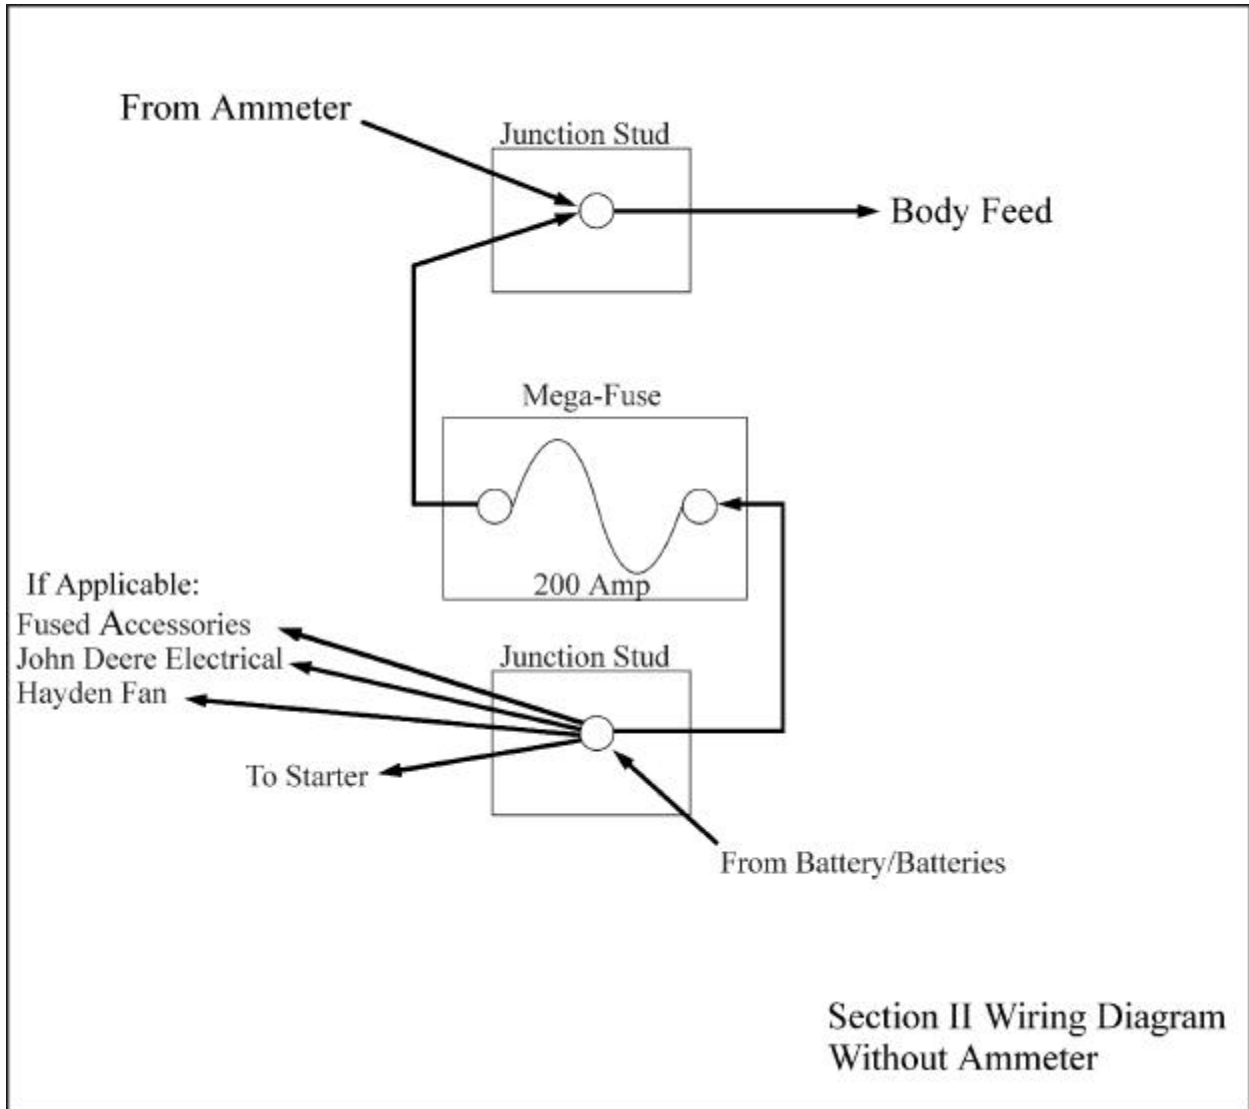 From Ammeter
Junction Stud
Body Feed
Mega-Fuse
200 Amp
If Applicable:
Fused Accessories
John Deere Electrical
Hayden Fan
Junction Stud
To Starter
From Battery/Batteries
Section II Wiring Diagram
Without Ammeter